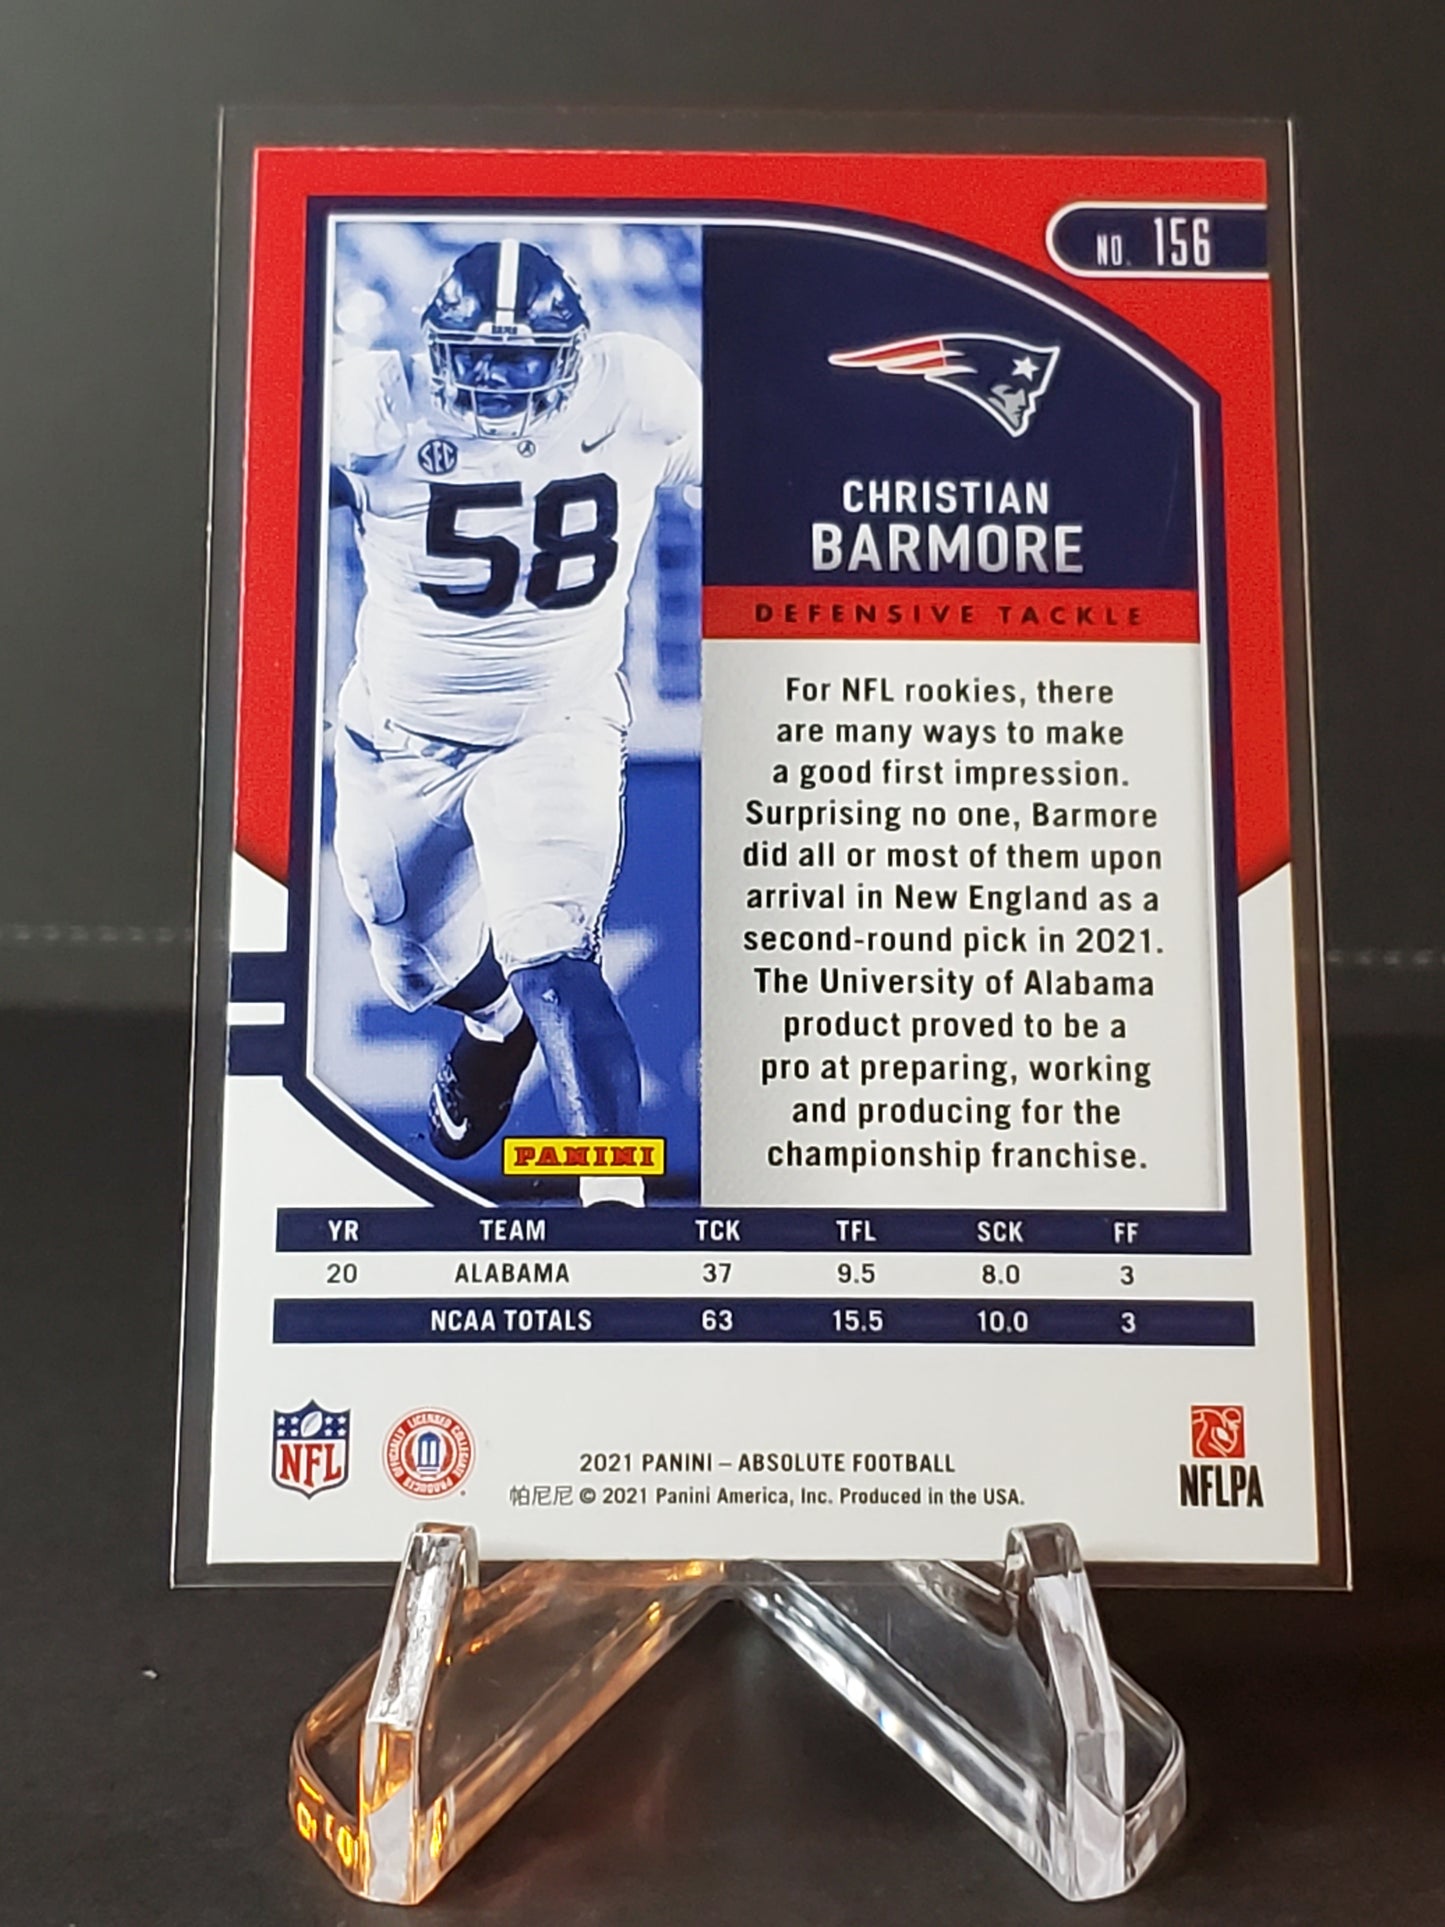 NO. 156
SEC
58
CHRISTIAN
BARMORE
DEFENSIVE TACKLE
For NFL rookies, there
are many ways to make
a good first impression.
Surprising no one, Barmore
did all or most of them upon
arrival in New England as a
second-round pick in 2021.
The University of Alabama
product proved to be a
pro at preparing, working
and producing for the
championship franchise.
PANINI
YR TEAM TCK TFL SCK FF
20 ALABAMA 37 9.5 8.0 3
NCAA TOTALS 63 15.5 10.0 3
NFL
OFFICIALLY LICENSED COLLEGIATE PRODUCTS
2021 PANINI – ABSOLUTE FOOTBALL
帕尼尼 © 2021 Panini America, Inc. Produced in the USA.
NFLPA